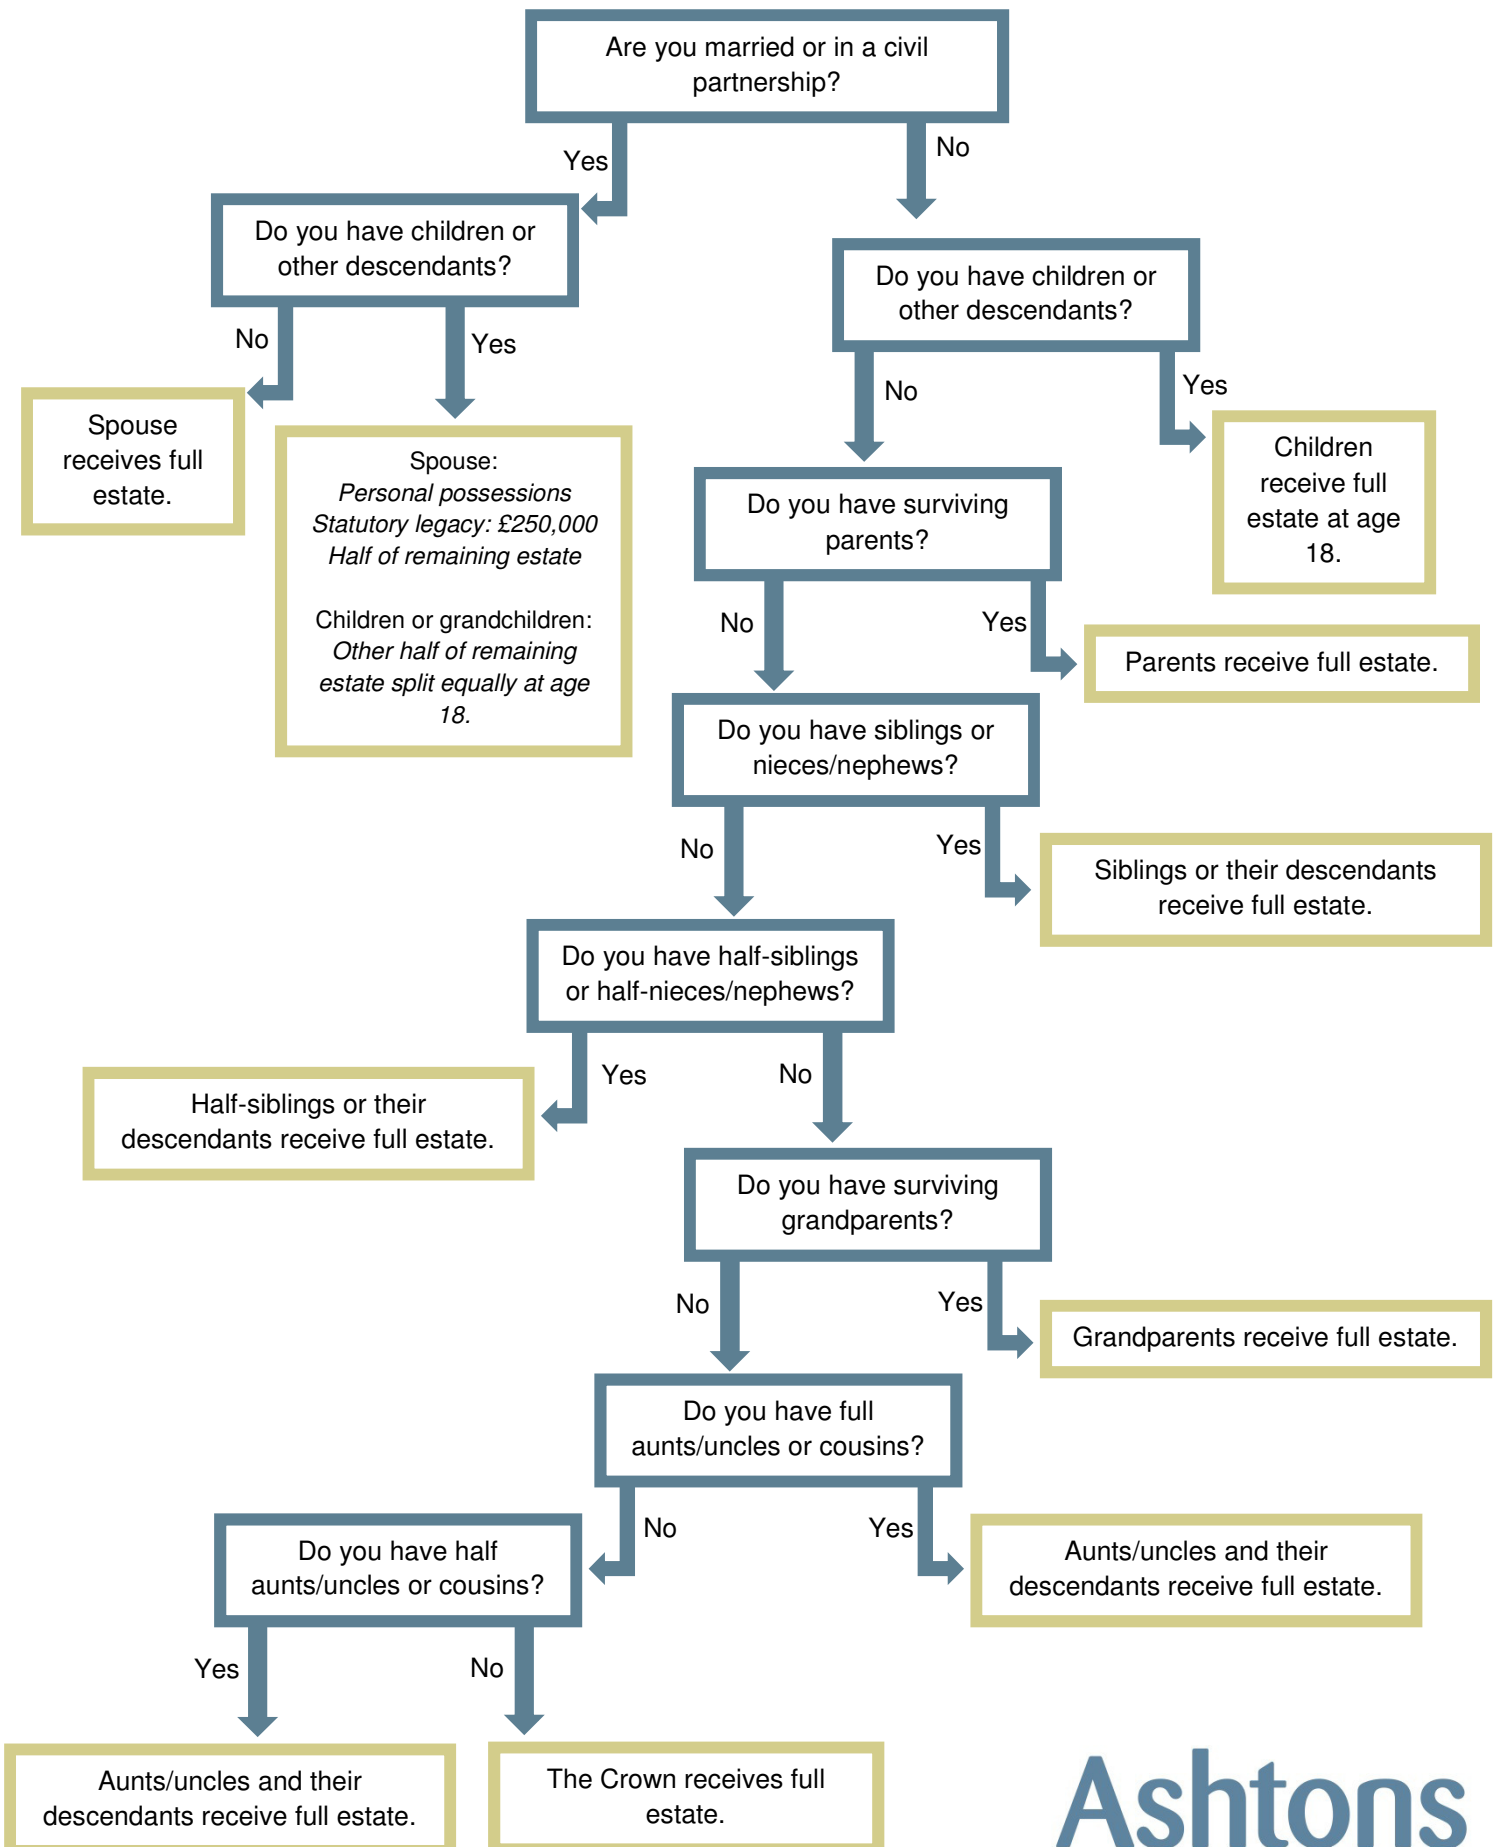 Are you married or in a civil
partnership?
Yes
No
Do you have children or
other descendants?
Do you have children or
other descendants?
No
Yes
No
Yes
Spouse
receives full
estate.
Spouse:
Personal possessions
Statutory legacy: £250,000
Half of remaining estate
Children or grandchildren:
Other half of remaining
estate split equally at age
18.
Children
receive full
estate at age
18.
Do you have surviving
parents?
No
Yes
Parents receive full estate.
Do you have siblings or
nieces/nephews?
No
Yes
Siblings or their descendants
receive full estate.
Do you have half-siblings
or half-nieces/nephews?
Yes
No
Half-siblings or their
descendants receive full estate.
Do you have surviving
grandparents?
No
Yes
Grandparents receive full estate.
Do you have full
aunts/uncles or cousins?
No
Yes
Do you have half
aunts/uncles or cousins?
Aunts/uncles and their
descendants receive full estate.
Yes
No
Aunts/uncles and their
descendants receive full estate.
The Crown receives full
estate.
Ashtons